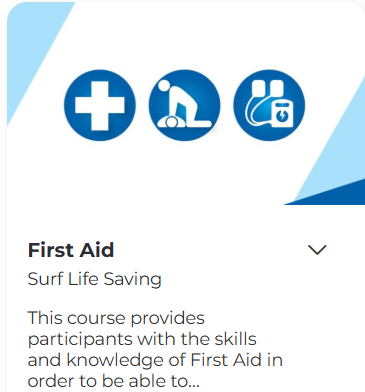 First Aid
Surf Life Saving
This course provides
participants with the skills
and knowledge of First Aid in
order to be able to...